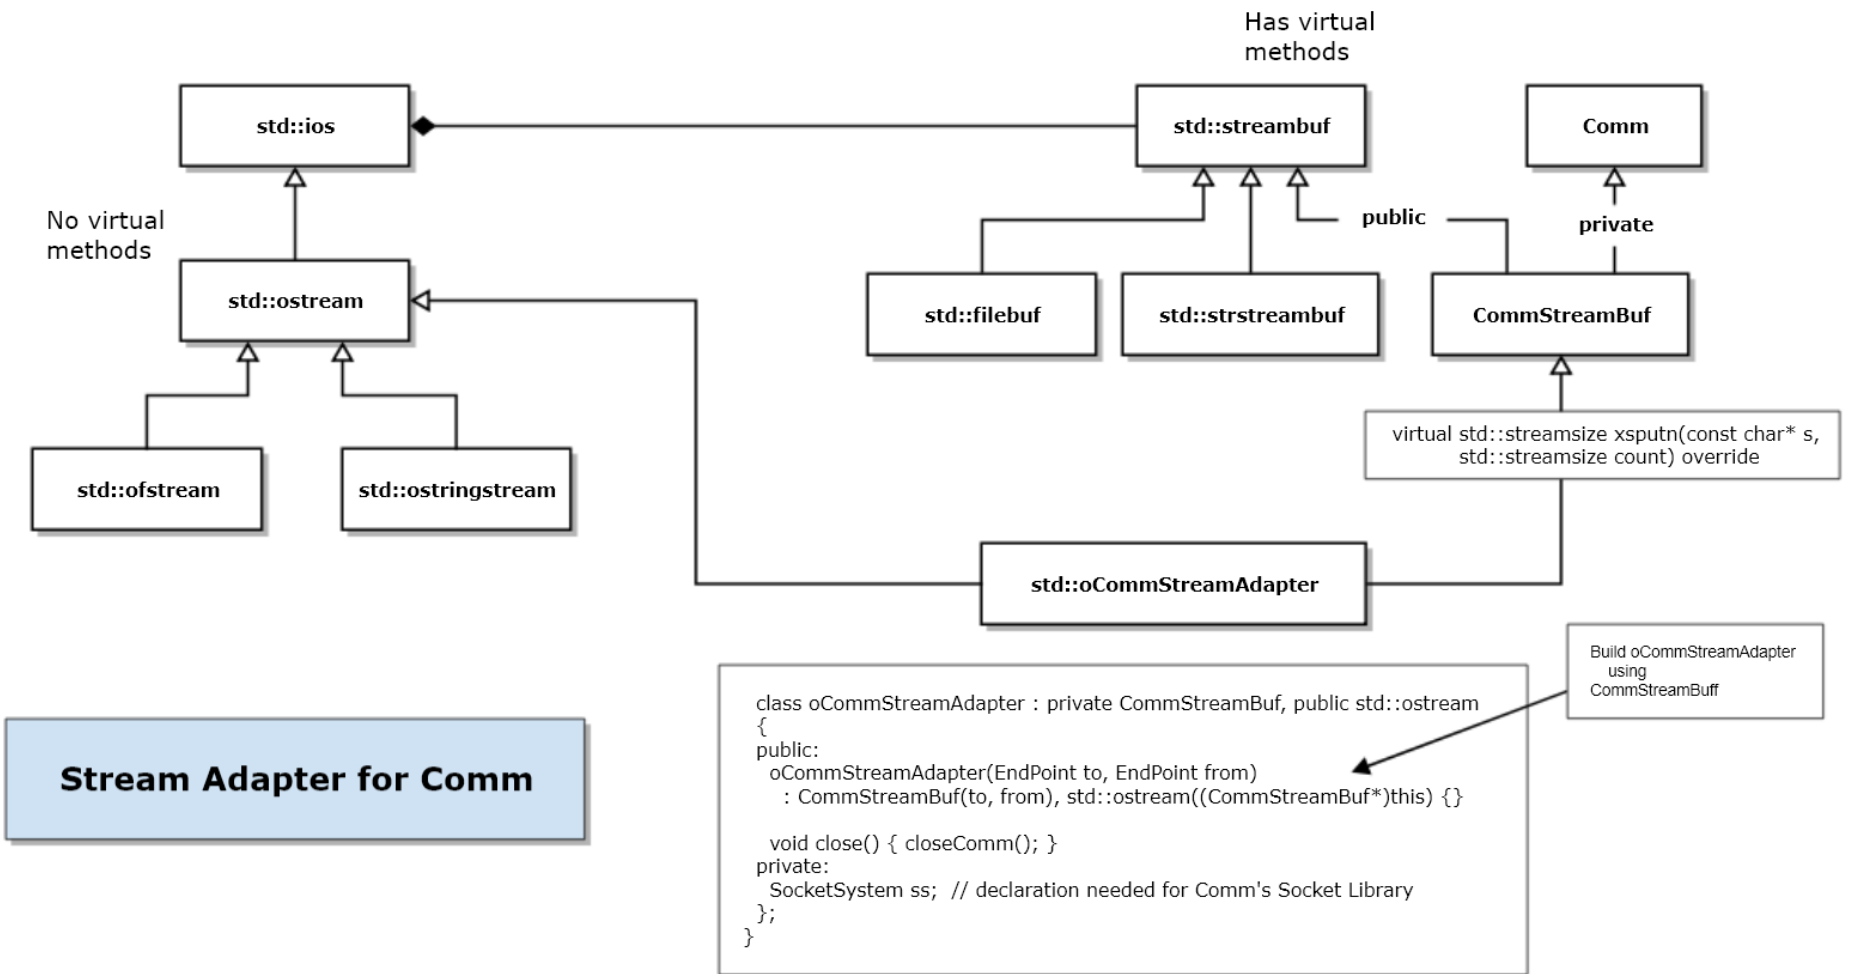 Has virtual
methods
std::ios
std::streambuf
Comm
No virtual
methods
public
private
std::ostream
std::filebuf
std::strstreambuf
CommStreamBuf
virtual std::streamsize xsputn(const char* s,
std::streamsize count) override
std::ofstream
std::ostringstream
std::oCommStreamAdapter
Build oCommStreamAdapter
using
CommStreamBuff
Stream Adapter for Comm
class oCommStreamAdapter : private CommStreamBuf, public std::ostream
{
public:
oCommStreamAdapter(EndPoint to, EndPoint from)
: CommStreamBuf(to, from), std::ostream((CommStreamBuf*)this) {}
void close() { closeComm(); }
private:
SocketSystem ss;  // declaration needed for Comm's Socket Library
};
}